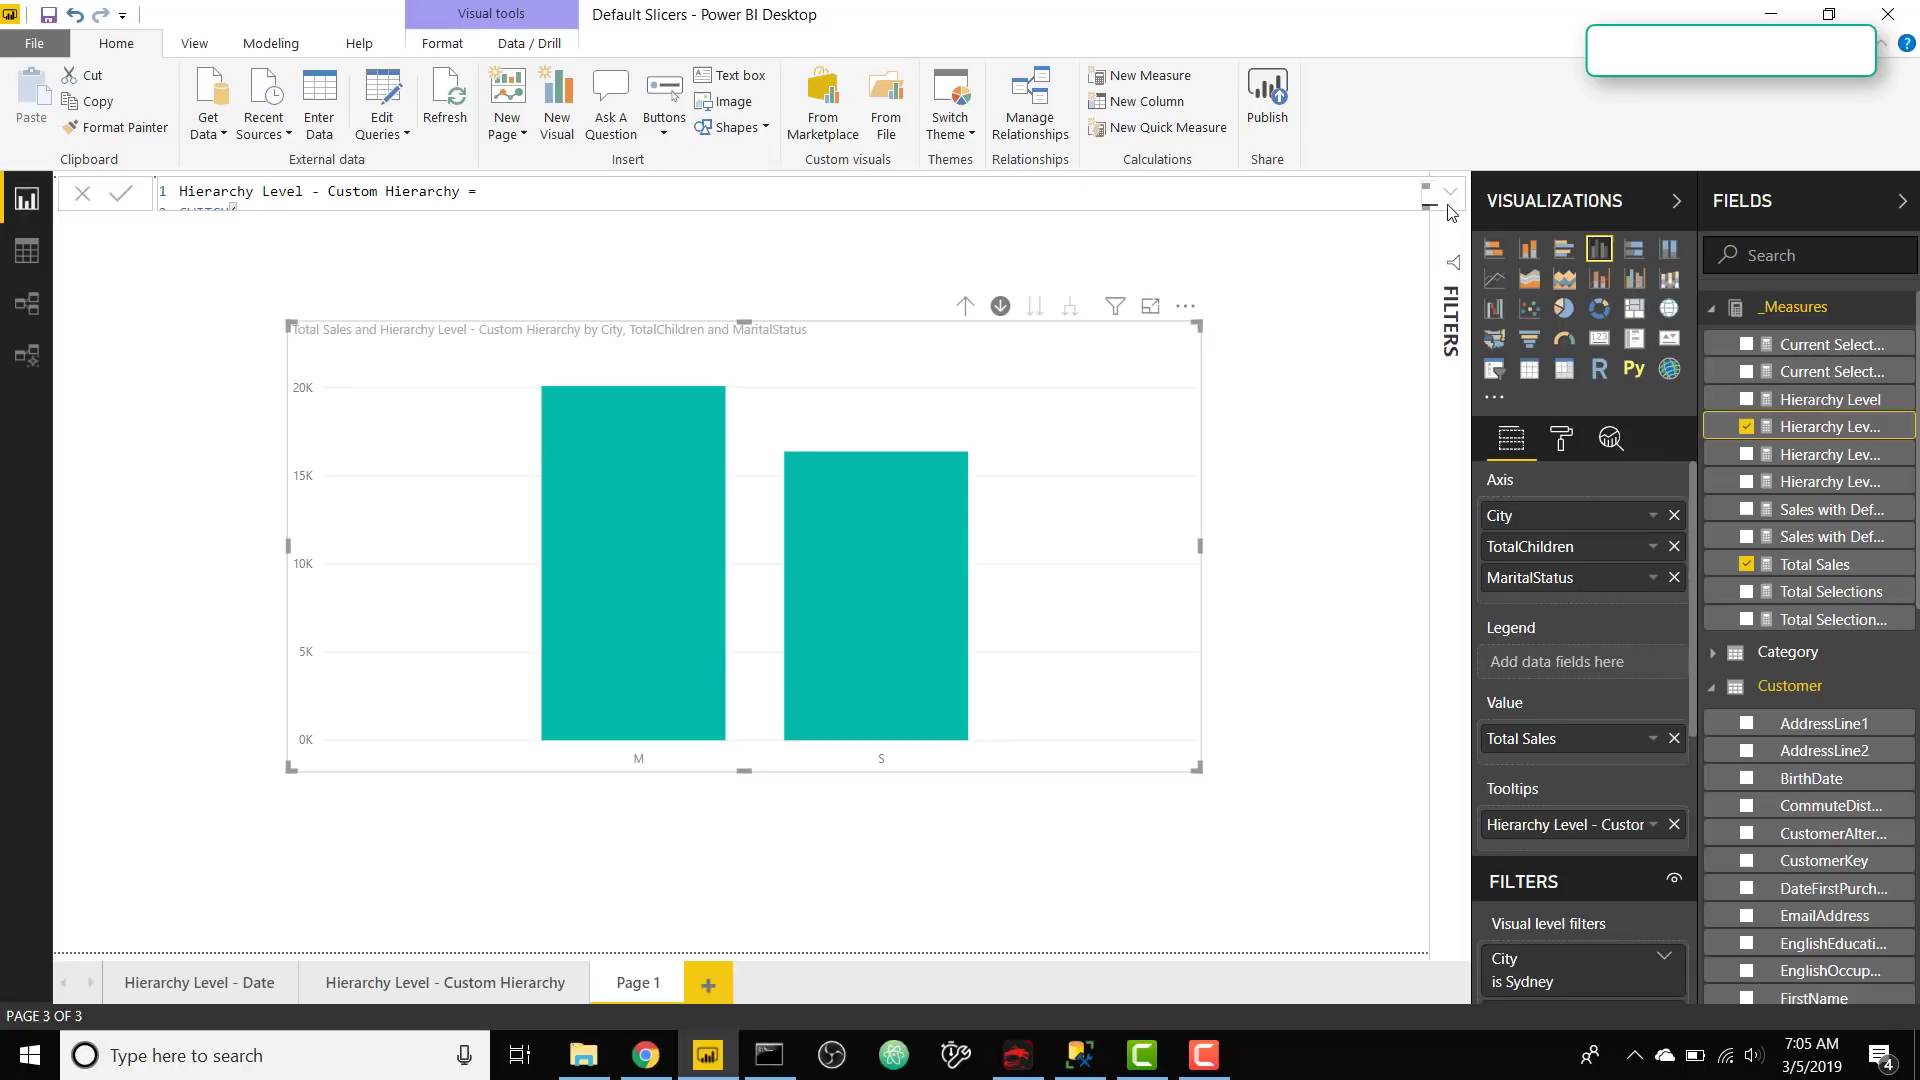 Visual tools
Default Slicers - Power BI Desktop
File
Home
View
Modeling
Help
Format
Data / Drill
Paste
Cut
Copy
Format Painter
Clipboard
Get Data
Recent Sources
Enter Data
Edit Queries
Refresh
External data
New Page
New Visual
Ask A Question
Buttons
Text box
Image
Shapes
Insert
From Marketplace
From File
Custom visuals
Switch Theme
Themes
Manage Relationships
Relationships
New Measure
New Column
New Quick Measure
Calculations
Publish
Share
1 Hierarchy Level - Custom Hierarchy =
Total Sales and Hierarchy Level - Custom Hierarchy by City, TotalChildren and MaritalStatus
20K
15K
10K
5K
0K
M
S
FILTERS
VISUALIZATIONS
R
Py
Axis
City
TotalChildren
MaritalStatus
Legend
Add data fields here
Value
Total Sales
Tooltips
Hierarchy Level - Custor
FILTERS
Visual level filters
City
is Sydney
FIELDS
Search
_Measures
Current Select...
Current Select...
Hierarchy Level
Hierarchy Lev...
Hierarchy Lev...
Hierarchy Lev...
Sales with Def...
Sales with Def...
Total Sales
Total Selections
Total Selection...
Category
Customer
AddressLine1
AddressLine2
BirthDate
CommuteDist...
CustomerAlter...
CustomerKey
DateFirstPurch...
EmailAddress
EnglishEducati...
EnglishOccup...
FirstName
Hierarchy Level - Date
Hierarchy Level - Custom Hierarchy
Page 1
PAGE 3 OF 3
Type here to search
7:05 AM
3/5/2019
4